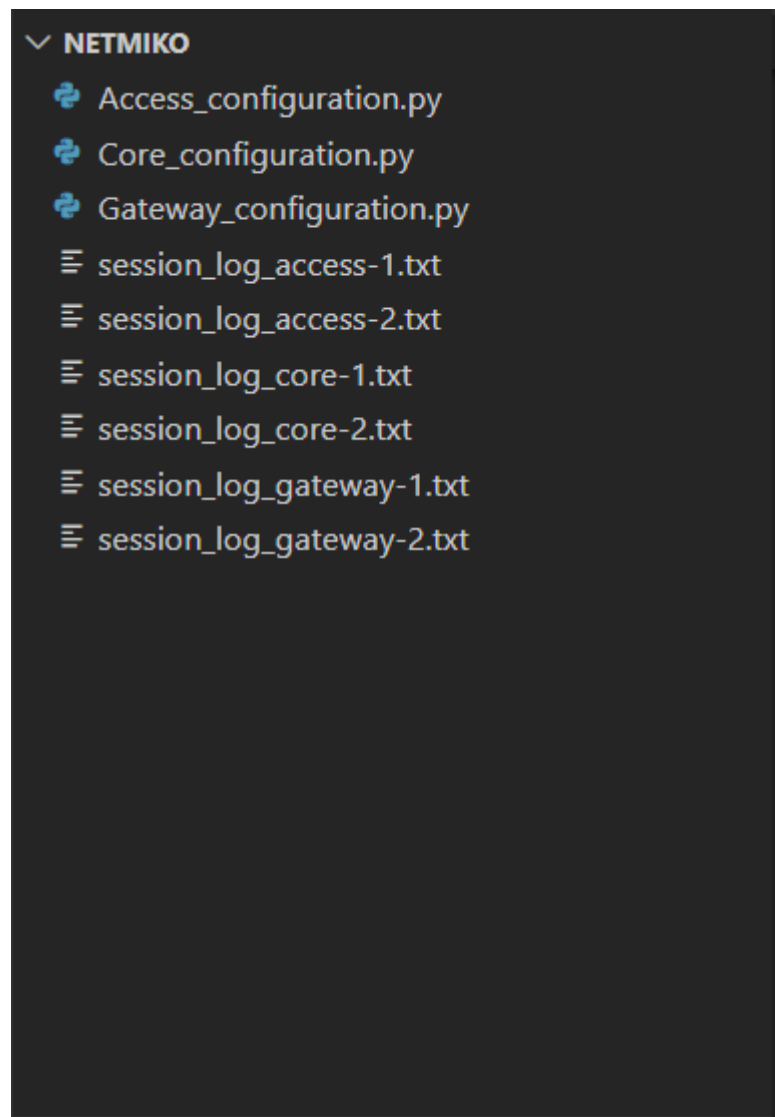 NETMIKO
Access_configuration.py
Core_configuration.py
Gateway_configuration.py
session_log_access-1.txt
session_log_access-2.txt
session_log_core-1.txt
session_log_core-2.txt
session_log_gateway-1.txt
session_log_gateway-2.txt